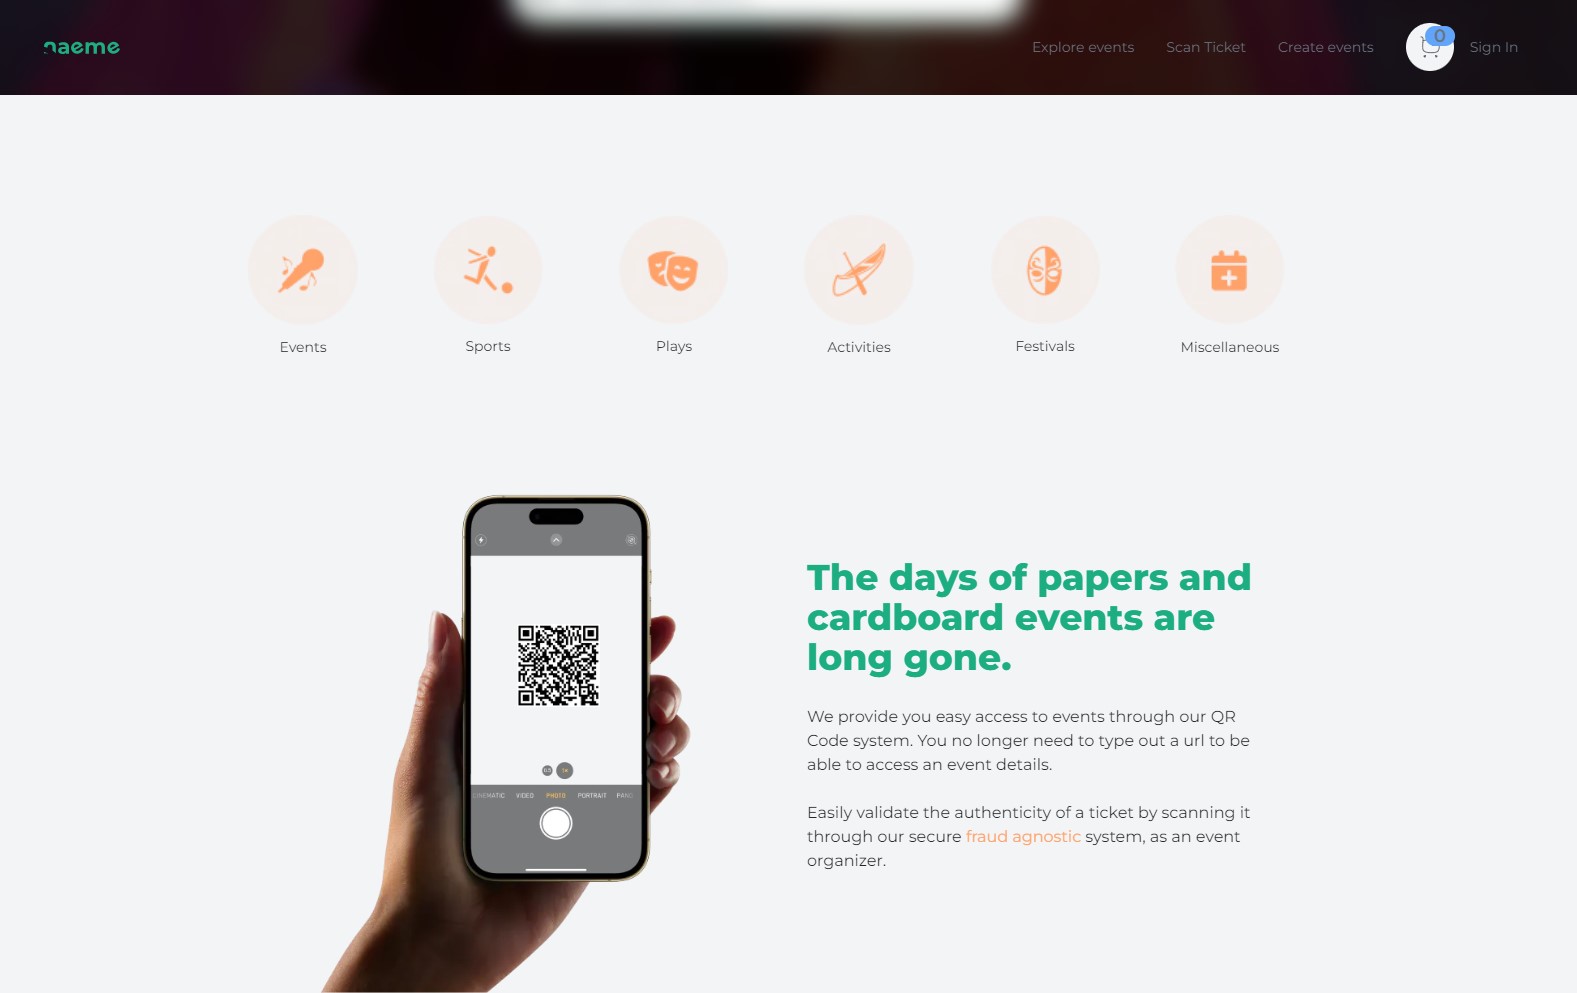 naeme
Explore events Scan Ticket Create events 0 Sign In
Events Sports Plays Activities Festivals Miscellaneous
The days of papers and
cardboard events are
long gone.
We provide you easy access to events through our QR
Code system. You no longer need to type out a url to be
able to access an event details.
Easily validate the authenticity of a ticket by scanning it
through our secure fraud agnostic system, as an event
organizer.
VIDEO PHOTO PORTRAIT